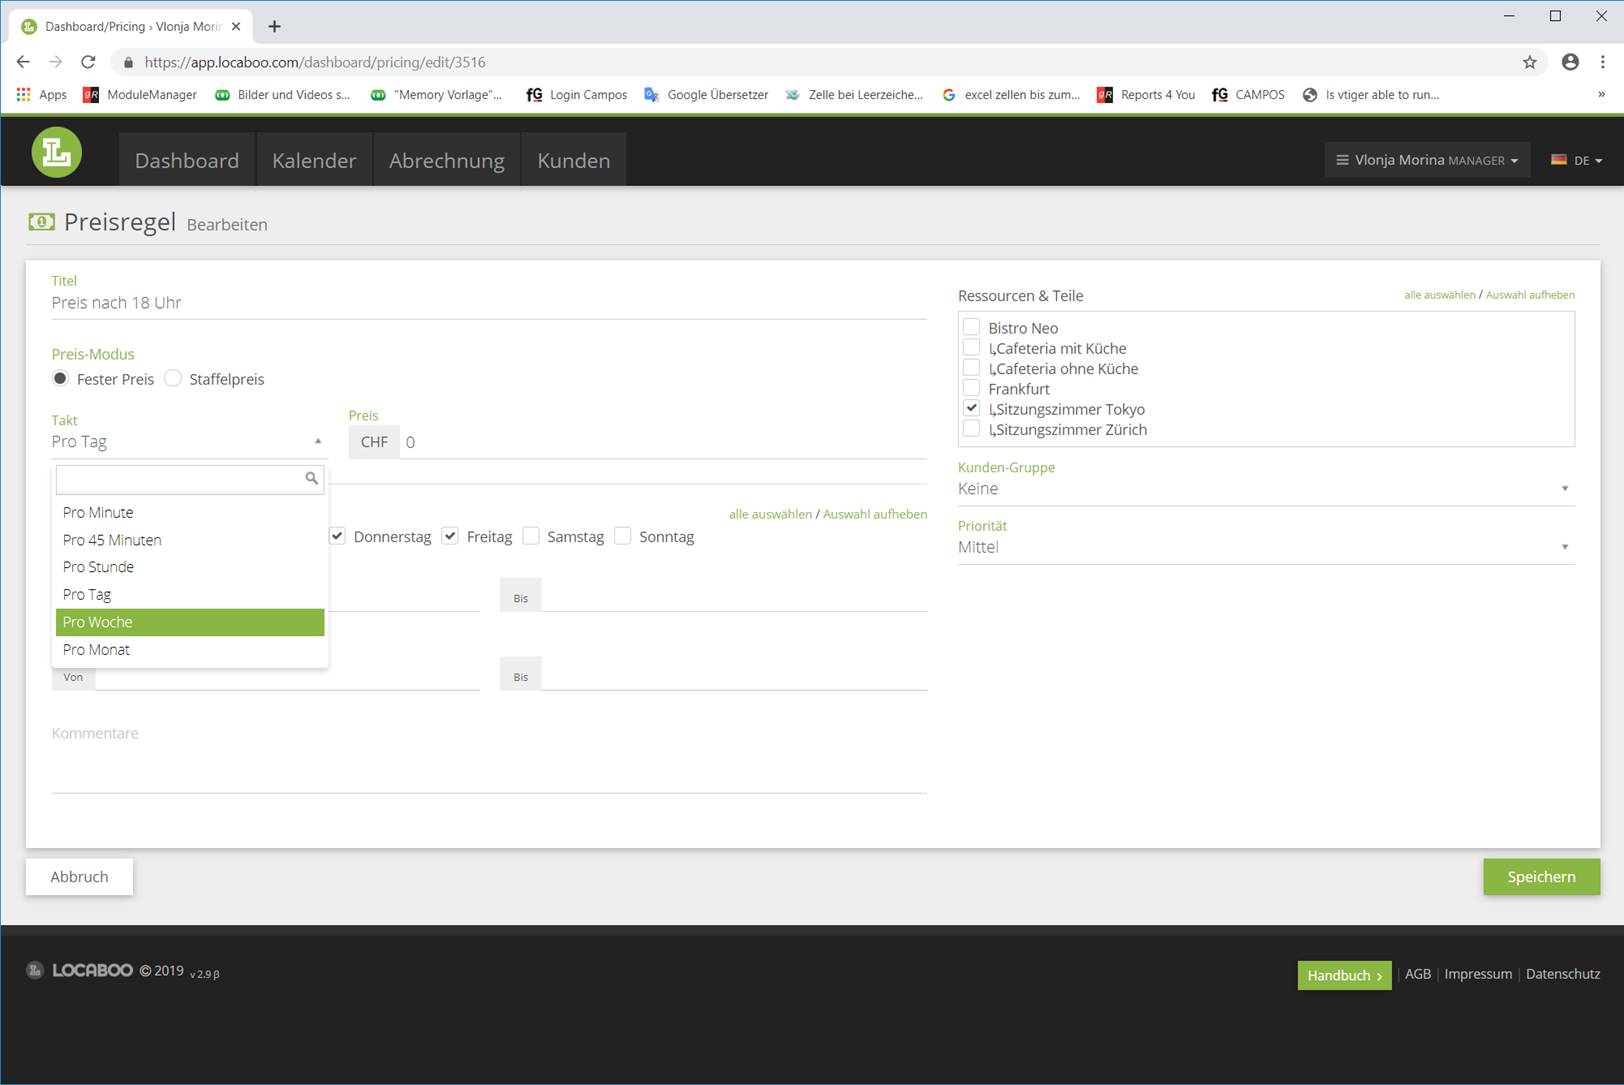 Dashboard/Pricing › Vlonja Morin
https://app.locaboo.com/dashboard/pricing/edit/3516
Apps ModuleManager Bilder und Videos s... "Memory Vorlage"... Login Campos Google Übersetzer Zelle bei Leerzeiche... excel zellen bis zum... Reports 4 You CAMPOS Is vtiger able to run... »
Dashboard Kalender Abrechnung Kunden Vlonja Morina MANAGER DE
Preisregel Bearbeiten
Titel
Preis nach 18 Uhr
Preis-Modus
Fester Preis Staffelpreis
Takt Preis
Pro Tag CHF 0
Pro Minute
Pro 45 Minuten
Pro Stunde
Pro Tag
Pro Woche
Pro Monat
alle auswählen / Auswahl aufheben
Donnerstag Freitag Samstag Sonntag
Bis
Von Bis
Kommentare
Ressourcen & Teile alle auswählen / Auswahl aufheben
Bistro Neo
↳Cafeteria mit Küche
↳Cafeteria ohne Küche
Frankfurt
↳Sitzungszimmer Tokyo
↳Sitzungszimmer Zürich
Kunden-Gruppe
Keine
Priorität
Mittel
Abbruch Speichern
LOCABOO © 2019 v 2.9 β Handbuch › | AGB | Impressum | Datenschutz